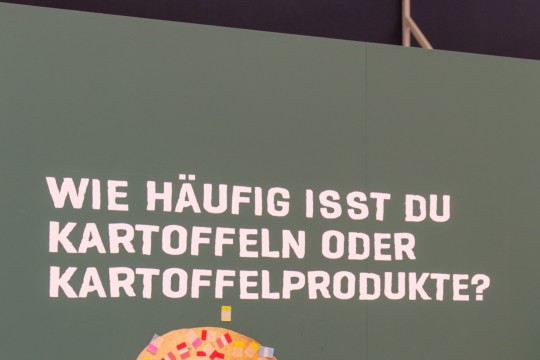 WIE HÄUFIG ISST DU
KARTOFFELN ODER
KARTOFFELPRODUKTE?